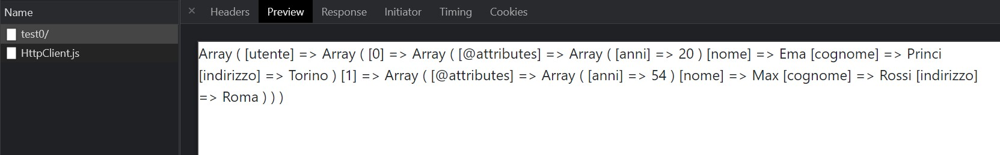 Name
× Headers Preview Response Initiator Timing Cookies
test0/
HttpClient.js
Array ( [utente] => Array ( [0] => Array ( [@attributes] => Array ( [anni] => 20 ) [nome] => Ema [cognome] => Princi
[indirizzo] => Torino ) [1] => Array ( [@attributes] => Array ( [anni] => 54 ) [nome] => Max [cognome] => Rossi [indirizzo]
=> Roma ) ) )